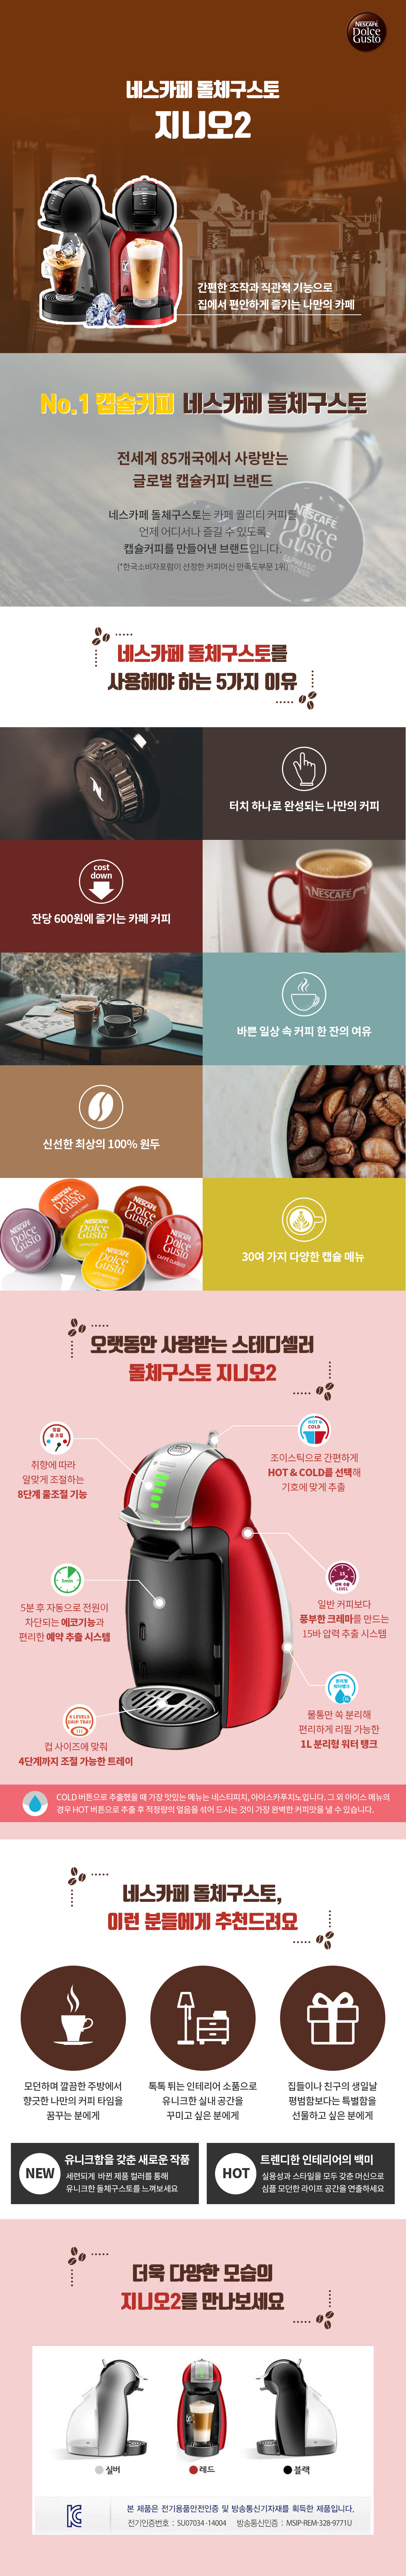 NESCAFÉ
Dolce
Gusto
네스카페 돌체구스토
지니오2
간편한 조작과 직관적 기능으로
집에서 편안하게 즐기는 나만의 카페
No.1 캡슐커피 네스카페 돌체구스토
전세계 85개국에서 사랑받는
글로벌 캡슐커피 브랜드
네스카페 돌체구스토는 카페 퀄리티 커피를
언제 어디서나 즐길 수 있도록
캡슐커피를 만들어낸 브랜드입니다.
(*한국소비자포럼이 선정한 커피머신 만족도부문 1위)
NESCAFÉ
Dolce
Gusto
ESPRESSO
INTENSO
네스카페 돌체구스토를
사용해야 하는 5가지 이유
터치 하나로 완성되는 나만의 커피
cost
down
잔당 600원에 즐기는 카페 커피
NESCAFÉ
바쁜 일상 속 커피 한 잔의 여유
신선한 최상의 100% 원두
NESCAFÉ
Dolce
Gusto
30여 가지 다양한 캡슐 메뉴
오랫동안 사랑받는 스테디셀러
돌체구스토 지니오2
맞춤
물 조절
취향에 따라
알맞게 조절하는
8단계 물조절 기능
HOT &
COLD
조이스틱으로 간편하게
HOT & COLD를 선택해
기호에 맞게 추출
5min
5분 후 자동으로 전원이
차단되는 에코기능과
편리한 예약 추출 시스템
15
압력 추출
LEVEL
일반 커피보다
풍부한 크레마를 만드는
15바 압력 추출 시스템
4 LEVELS
DRIP TRAY
컵 사이즈에 맞춰
4단계까지 조절 가능한 트레이
분리형
워터탱크
1L
물통만 쏙 분리해
편리하게 리필 가능한
1L 분리형 워터 탱크
COLD 버튼으로 추출했을 때 가장 맛있는 메뉴는 네스티피치, 아이스카푸치노입니다. 그 외 아이스 메뉴의
경우 HOT 버튼으로 추출 후 적정량의 얼음을 섞어 드시는 것이 가장 완벽한 커피맛을 낼 수 있습니다.
네스카페 돌체구스토,
이런 분들에게 추천드려요
모던하며 깔끔한 주방에서
향긋한 나만의 커피 타임을
꿈꾸는 분에게
톡톡 튀는 인테리어 소품으로
유니크한 실내 공간을
꾸미고 싶은 분에게
집들이나 친구의 생일날
평범함보다는 특별함을
선물하고 싶은 분에게
NEW
유니크함을 갖춘 새로운 작품
세련되게 바뀐 제품 컬러를 통해
유니크한 돌체구스토를 느껴보세요
HOT
트렌디한 인테리어의 백미
실용성과 스타일을 모두 갖춘 머신으로
심플 모던한 라이프 공간을 연출하세요
더욱 다양한 모습의
지니오2를 만나보세요
실버
레드
블랙
본 제품은 전기용품안전인증 및 방송통신기자재를 획득한 제품입니다.
전기인증번호 : SU07034 -14004 방송통신인증 : MSIP-REM-328-9771U